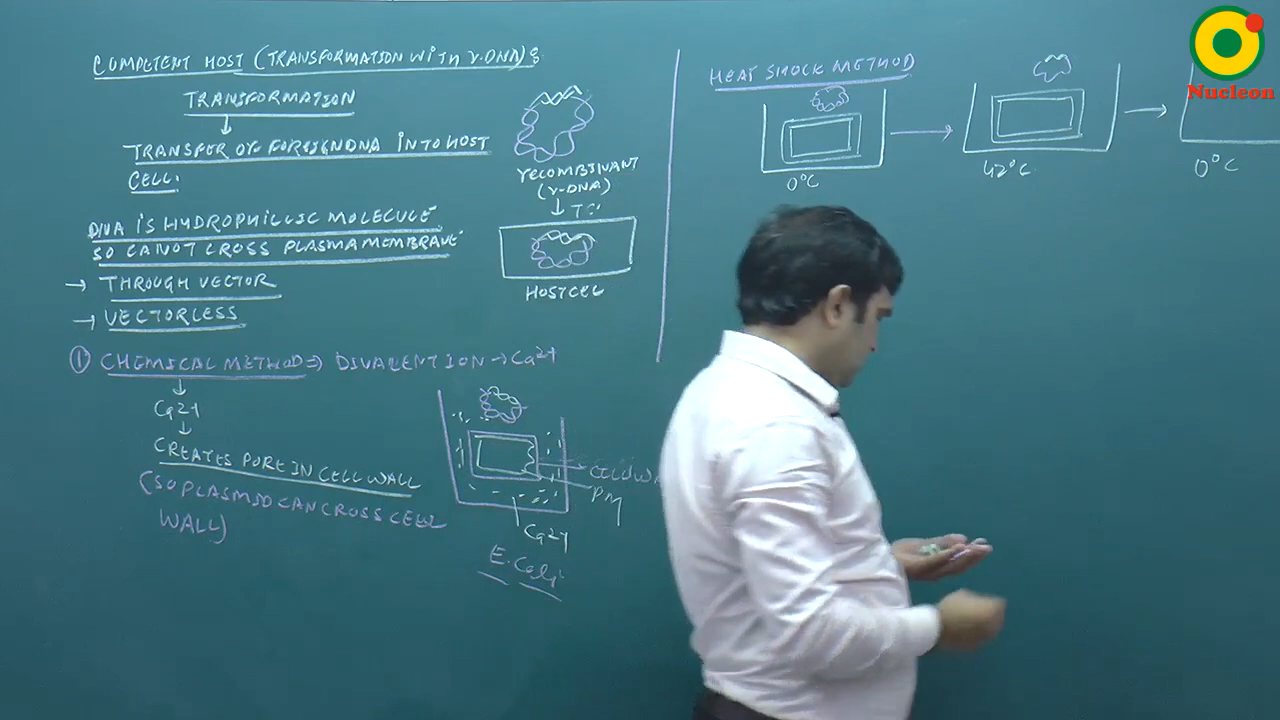 COMPETENT HOST (TRANSFORMATION WITH r-DNA):
TRANSFORMATION
TRANSFER OF FOREIGN DNA INTO HOST
CELL.
DNA IS HYDROPHILLIC MOLECULE
SO CANOT CROSS PLASMA MEMBRANE
→ THROUGH VECTOR
→ VECTORLESS
① CHEMICAL METHOD ⇒ DIVALENT ION → Ca2+
Ca2+
CREATES PORE IN CELL WALL
(SO PLASMID CAN CROSS CELL
WALL)
RECOMBINANT
(r-DNA)
HOST CELL
PM
Ca2+
E. Coli
HEAT SHOCK METHOD
0°C
42°C
0°C
Nucleon